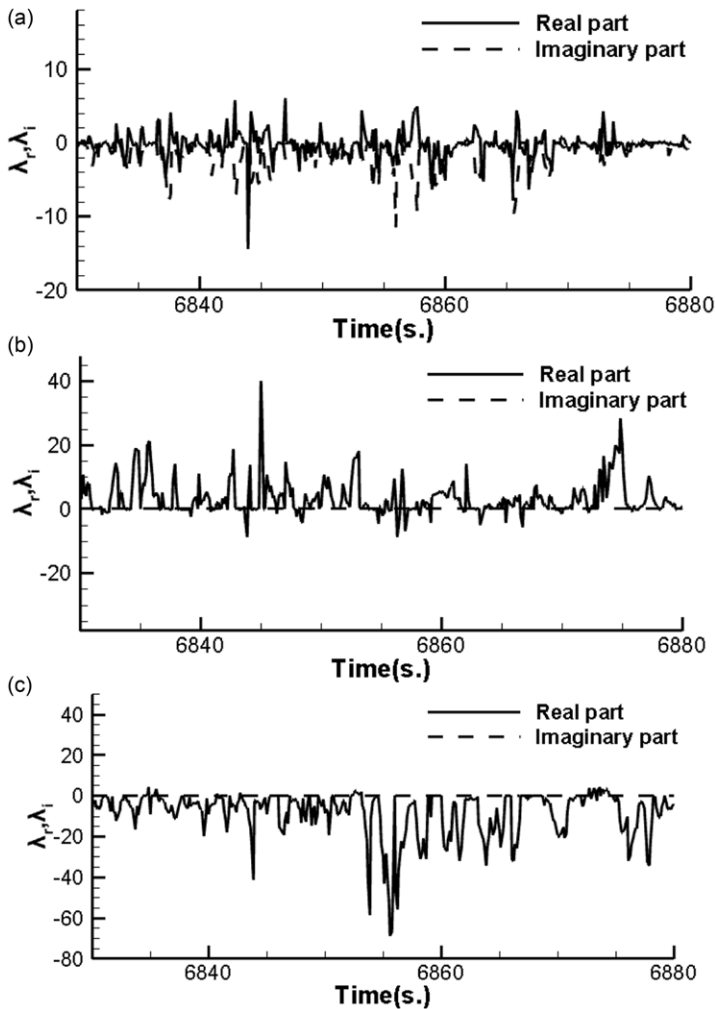 (a)
Real part
Imaginary part
10
0
-10
-20
λr,λi
6840
6860
6880
Time(s.)
(b)
Real part
Imaginary part
40
20
0
-20
λr,λi
6840
6860
6880
Time(s.)
(c)
Real part
Imaginary part
40
20
0
-20
-40
-60
-80
λr,λi
6840
6860
6880
Time(s.)